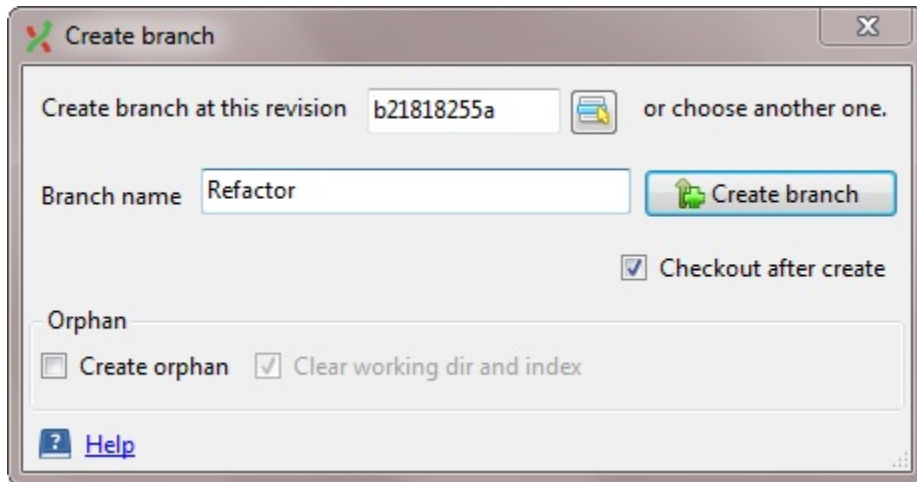 Create branch
Create branch at this revision b21818255a or choose another one.
Branch name Refactor Create branch
Checkout after create
Orphan
Create orphan Clear working dir and index
? Help